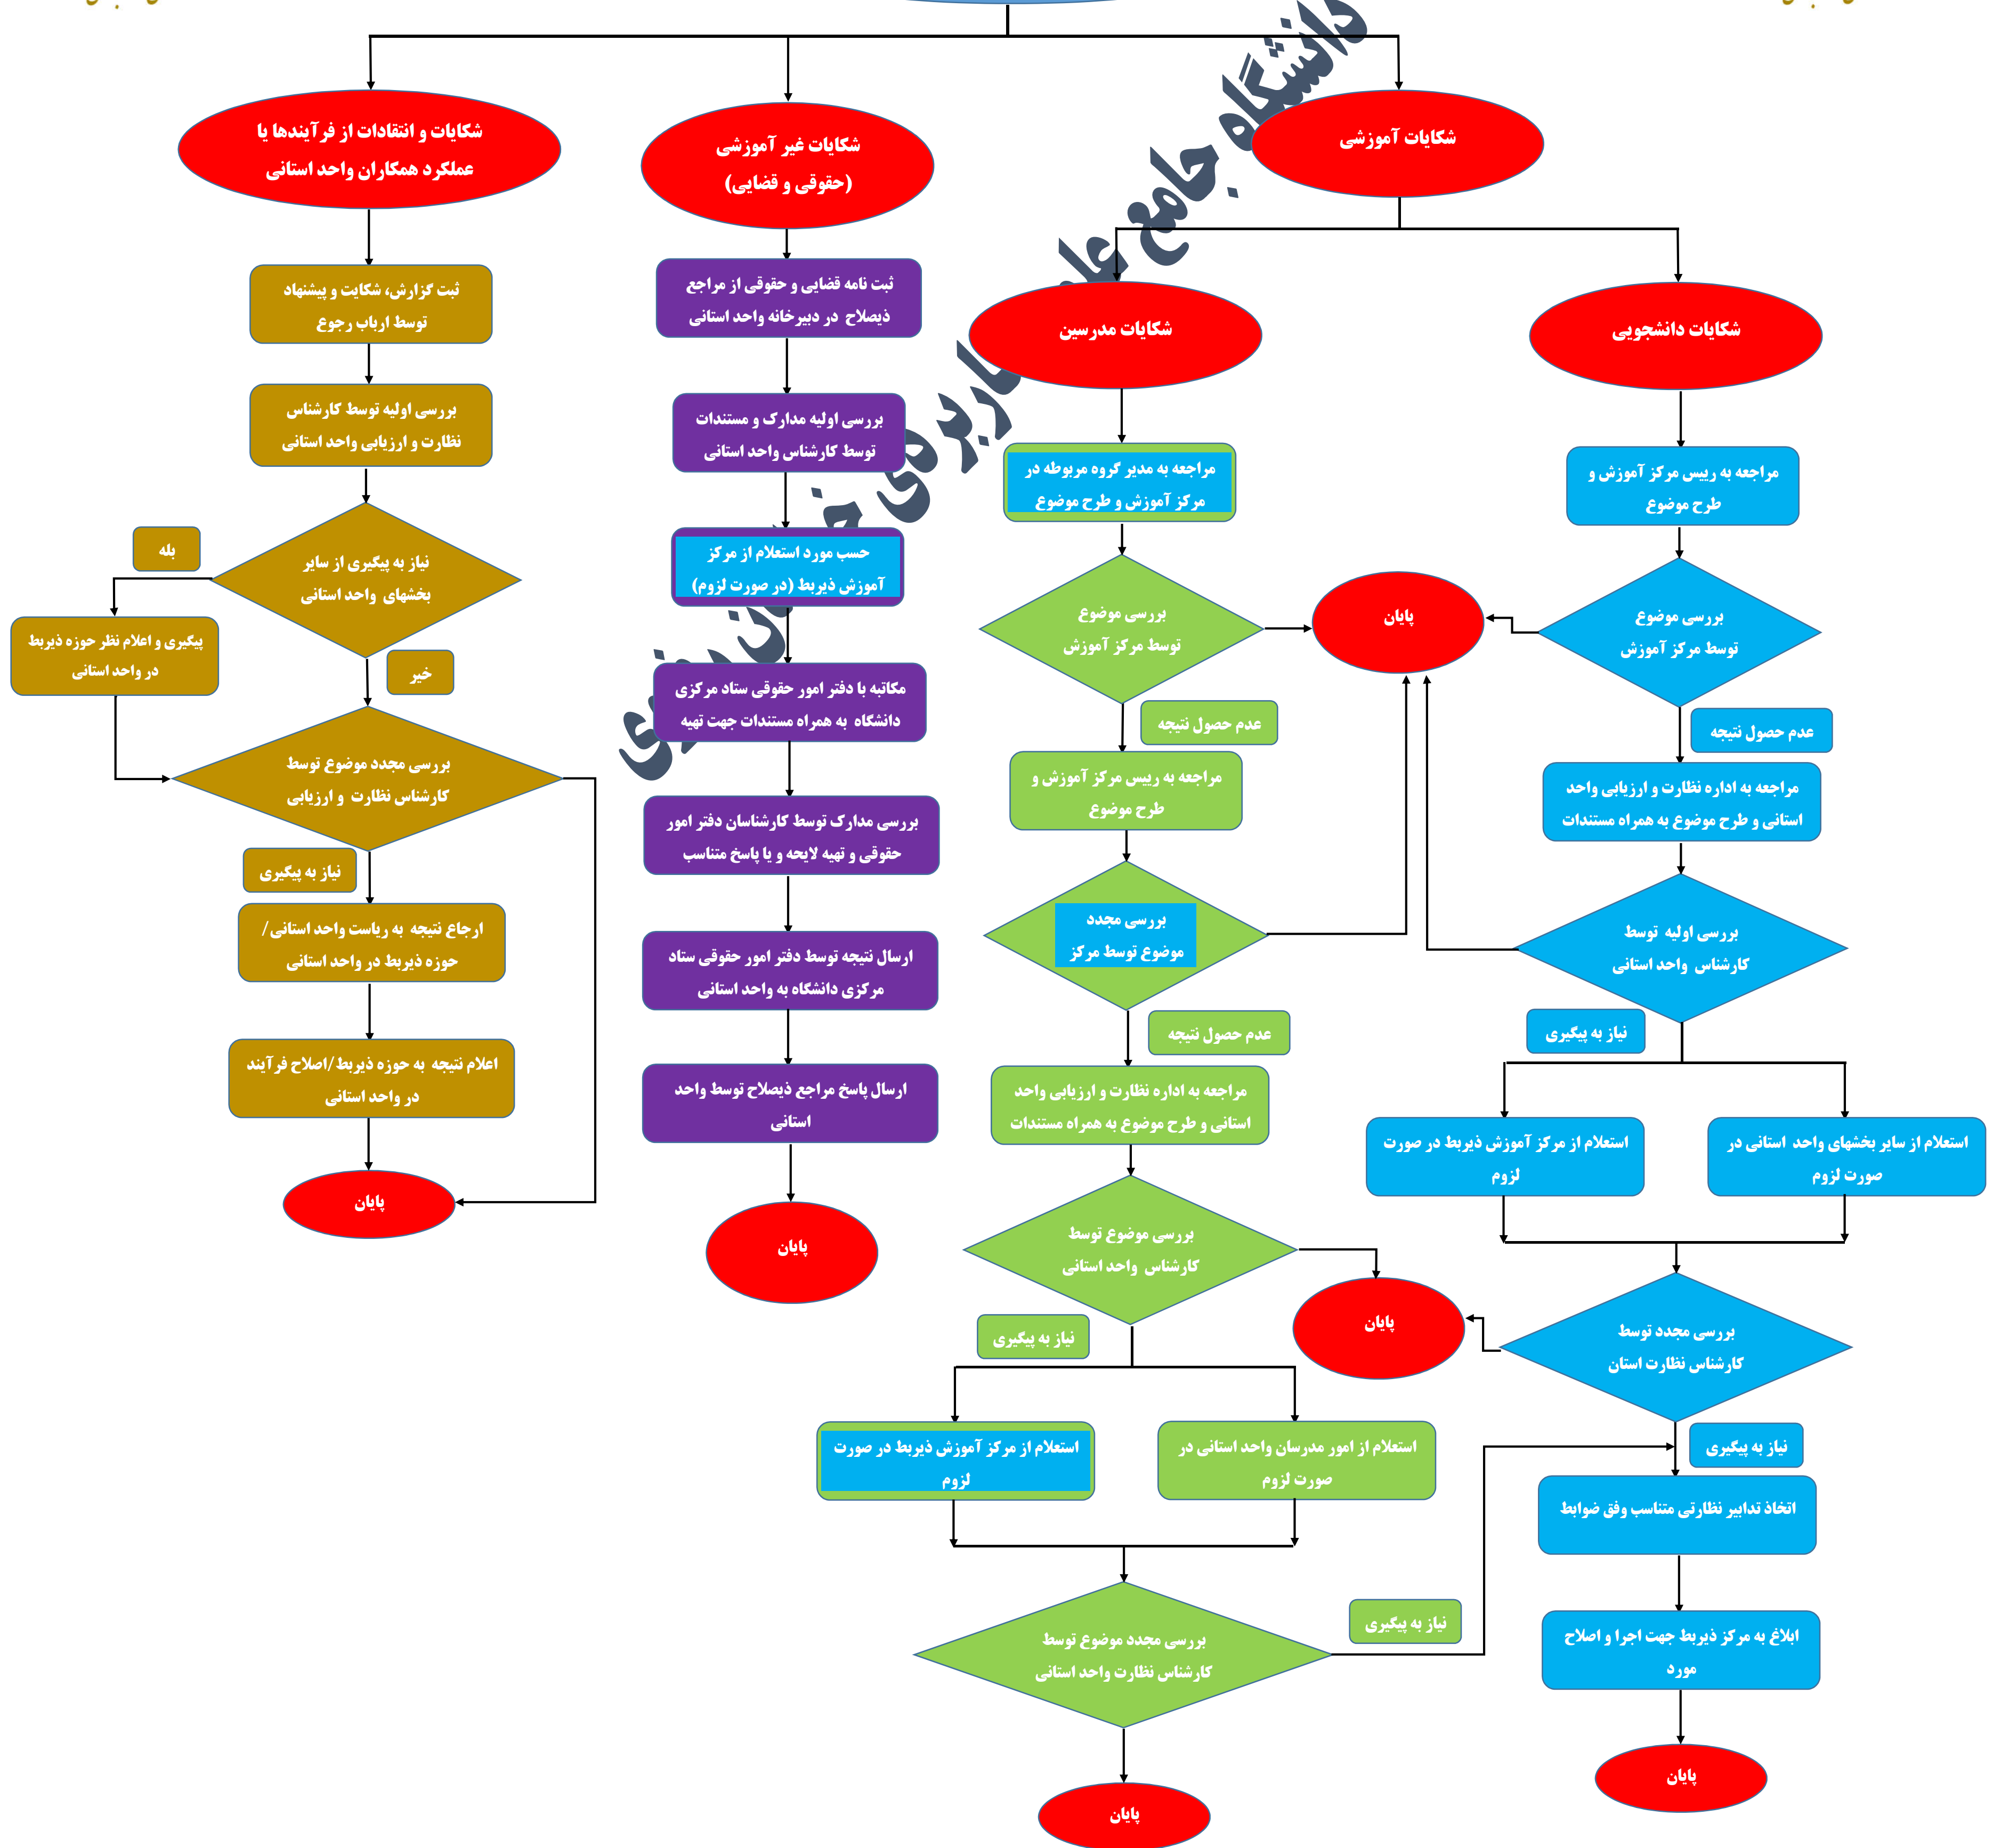 شکایات آموزشی
شکایات غیر آموزشی
(حقوقی و قضایی)
شکایات و انتقادات از فرآیندها یا
عملکرد همکاران واحد استانی
شکایات دانشجویی
مراجعه به رییس مرکز آموزش و
طرح موضوع
بررسی موضوع
توسط مرکز آموزش
پایان
عدم حصول نتیجه
مراجعه به اداره نظارت و ارزیابی واحد
استانی و طرح موضوع به همراه مستندات
بررسی اولیه توسط
کارشناس واحد استانی
نیاز به پیگیری
استعلام از سایر بخشهای واحد استانی در
صورت لزوم
استعلام از مرکز آموزش ذیربط در صورت
لزوم
بررسی مجدد توسط
کارشناس نظارت استان
پایان
نیاز به پیگیری
اتخاذ تدابیر نظارتی متناسب وفق ضوابط
ابلاغ به مرکز ذیربط جهت اجرا و اصلاح
مورد
پایان
شکایات مدرسین
مراجعه به مدیر گروه مربوطه در
مرکز آموزش و طرح موضوع
بررسی موضوع
توسط مرکز آموزش
عدم حصول نتیجه
مراجعه به رییس مرکز آموزش و
طرح موضوع
بررسی مجدد
موضوع توسط مرکز
عدم حصول نتیجه
مراجعه به اداره نظارت و ارزیابی واحد
استانی و طرح موضوع به همراه مستندات
بررسی موضوع توسط
کارشناس واحد استانی
نیاز به پیگیری
استعلام از امور مدرسان واحد استانی در
صورت لزوم
استعلام از مرکز آموزش ذیربط در صورت
لزوم
بررسی مجدد موضوع توسط
کارشناس نظارت واحد استانی
نیاز به پیگیری
پایان
ثبت نامه قضایی و حقوقی از مراجع
ذیصلاح در دبیرخانه واحد استانی
بررسی اولیه مدارک و مستندات
توسط کارشناس واحد استانی
حسب مورد استعلام از مرکز
آموزش ذیربط (در صورت لزوم)
مکاتبه با دفتر امور حقوقی ستاد مرکزی
دانشگاه به همراه مستندات جهت تهیه
بررسی مدارک توسط کارشناسان دفتر امور
حقوقی و تهیه لایحه و یا پاسخ متناسب
ارسال نتیجه توسط دفتر امور حقوقی ستاد
مرکزی دانشگاه به واحد استانی
ارسال پاسخ مراجع ذیصلاح توسط واحد
استانی
پایان
ثبت گزارش، شکایت و پیشنهاد
توسط ارباب رجوع
بررسی اولیه توسط کارشناس
نظارت و ارزیابی واحد استانی
نیاز به پیگیری از سایر
بخشهای واحد استانی
بله
پیگیری و اعلام نظر حوزه ذیربط
در واحد استانی
خیر
بررسی مجدد موضوع توسط
کارشناس نظارت و ارزیابی
نیاز به پیگیری
ارجاع نتیجه به ریاست واحد استانی/
حوزه ذیربط در واحد استانی
اعلام نتیجه به حوزه ذیربط/اصلاح فرآیند
در واحد استانی
پایان
دانشگاه جامع